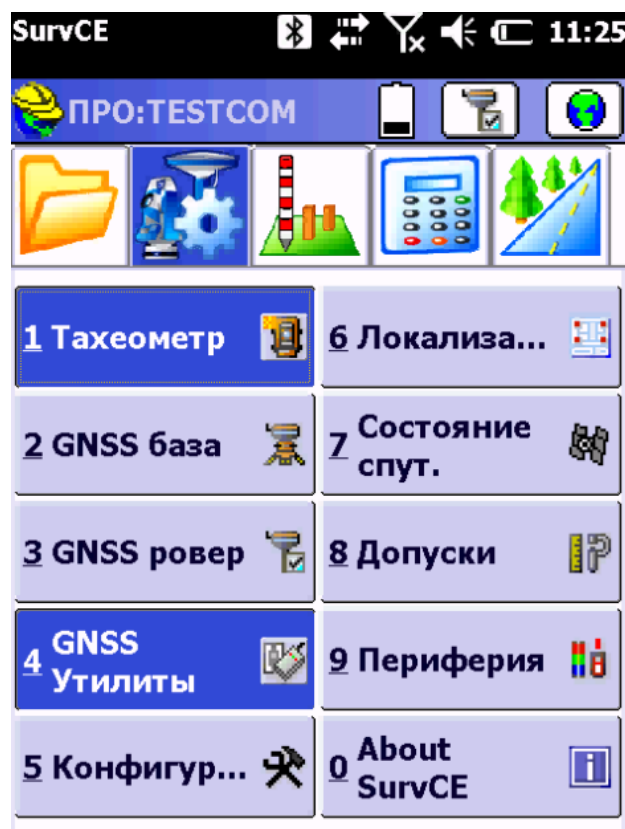 SurvCE 11:25
ПРО:TESTCOM
1 Тахеометр
2 GNSS база
3 GNSS ровер
4 GNSS
Утилиты
5 Конфигур...
6 Локализа...
7 Состояние
спут.
8 Допуски
9 Периферия
0 About
SurvCE